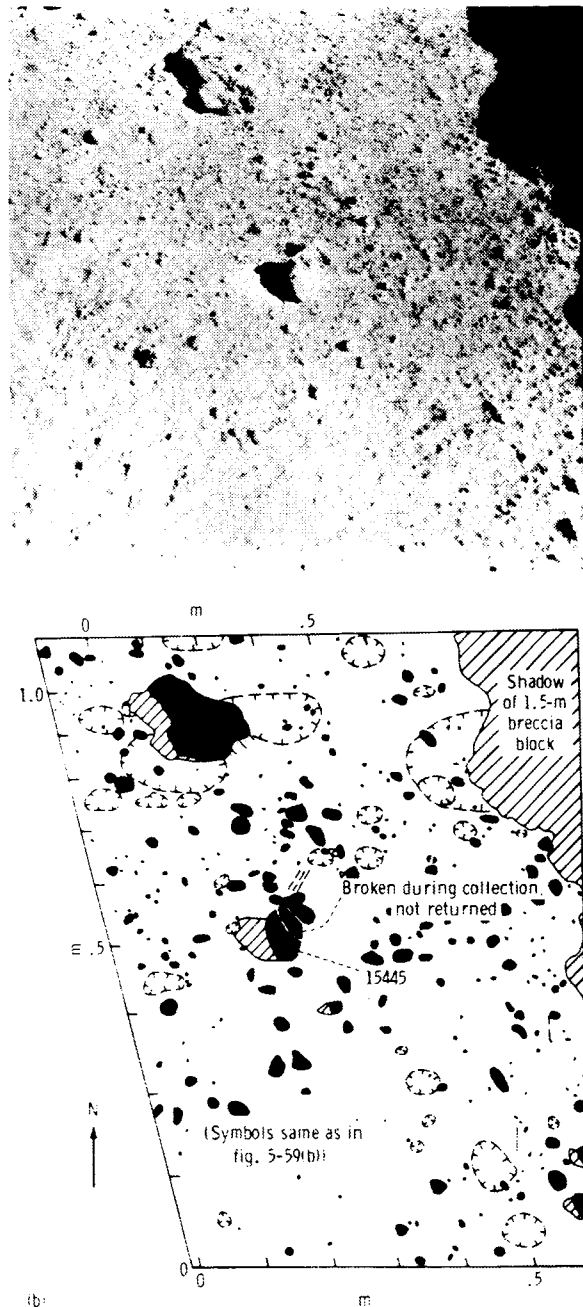 0 m .5
1.0
Shadow
of 1.5-m
breccia
block
Broken during collection,
not returned
m .5
15445
N
(Symbols same as in
fig. 5-59(b))
0
0 m .5
(b)